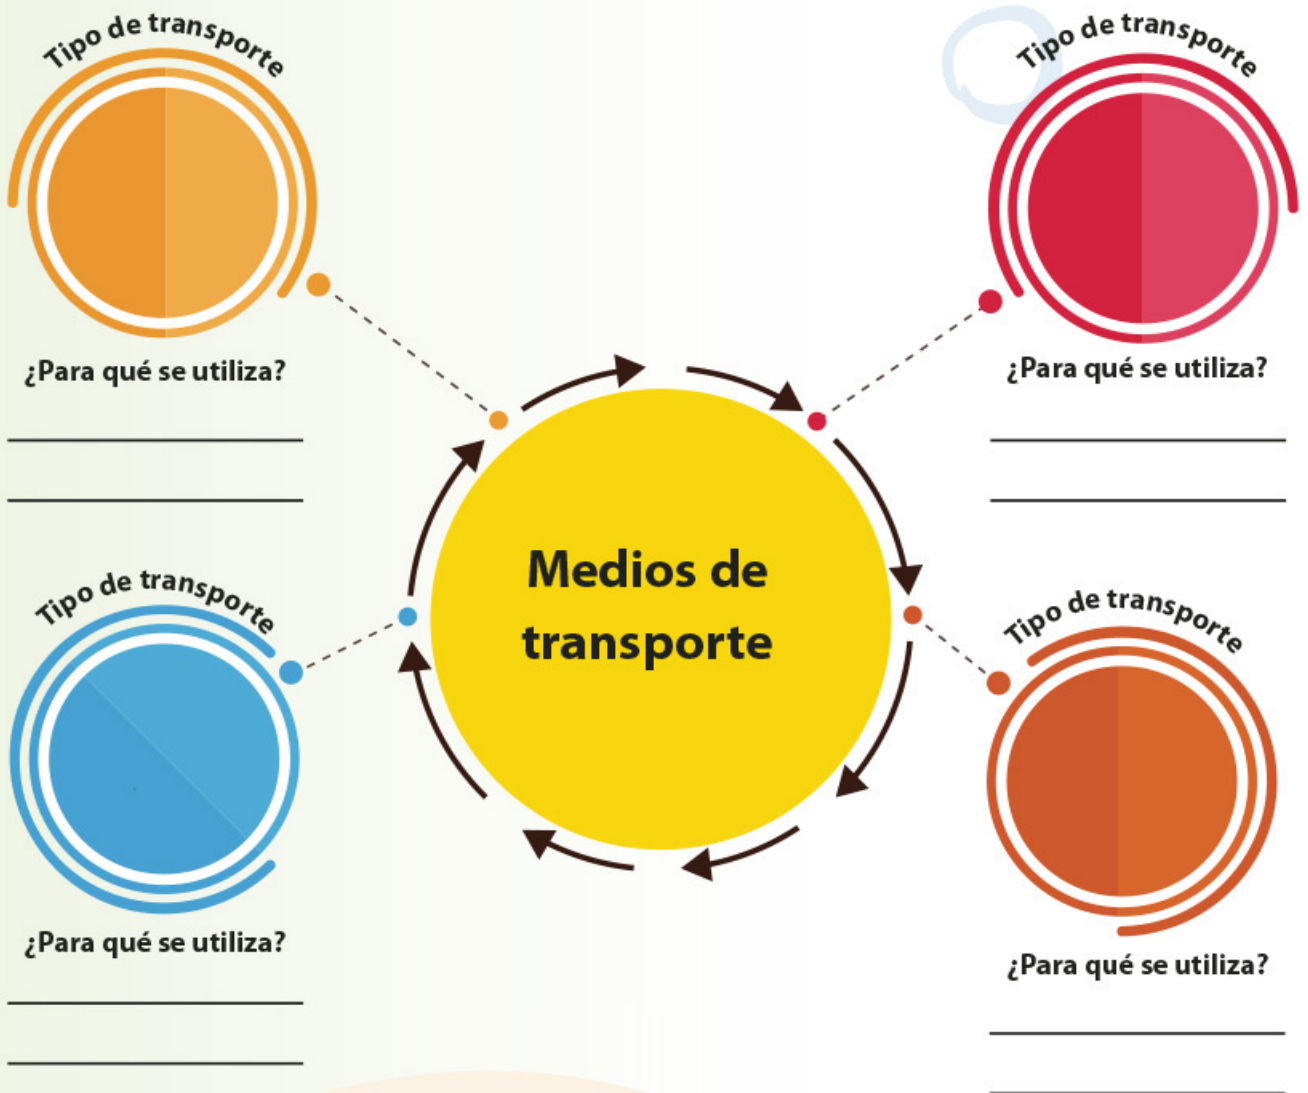 Tipo de transporte
¿Para qué se utiliza?
Tipo de transporte
¿Para qué se utiliza?
Medios de
transporte
Tipo de transporte
¿Para qué se utiliza?
Tipo de transporte
¿Para qué se utiliza?